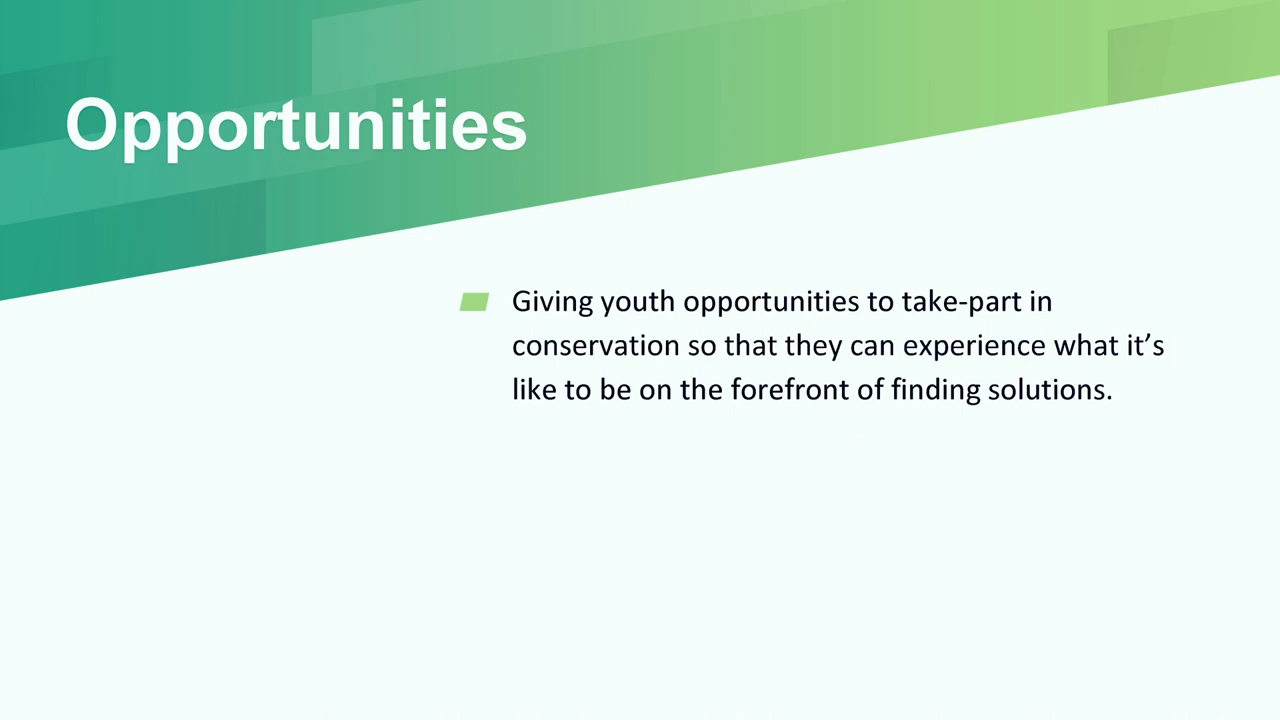 Opportunities
Giving youth opportunities to take-part in
conservation so that they can experience what it’s
like to be on the forefront of finding solutions.